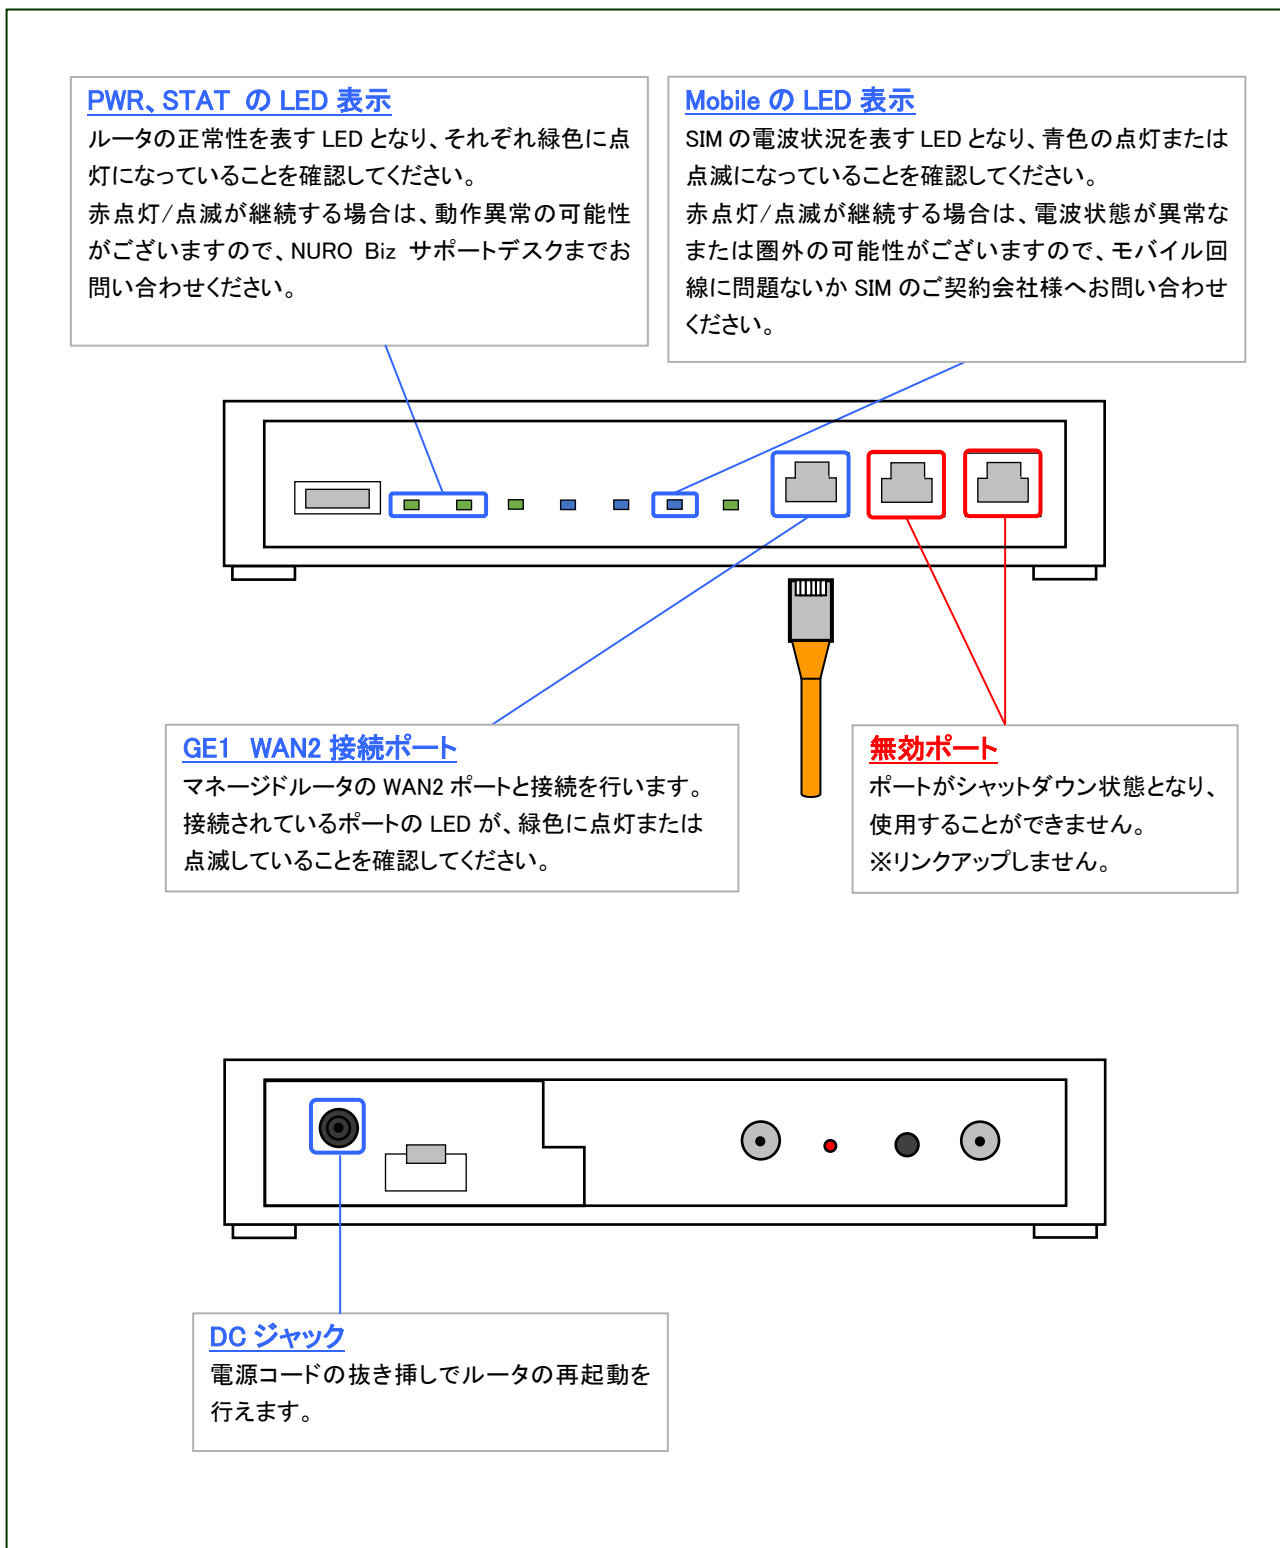 PWR、STAT の LED 表示
ルータの正常性を表す LED となり、それぞれ緑色に点
灯になっていることを確認してください。
赤点灯/点滅が継続する場合は、動作異常の可能性
がございますので、NURO Biz サポートデスクまでお
問い合わせください。
Mobile の LED 表示
SIM の電波状況を表す LED となり、青色の点灯または
点滅になっていることを確認してください。
赤点灯/点滅が継続する場合は、電波状態が異常な
または圏外の可能性がございますので、モバイル回
線に問題ないか SIM のご契約会社様へお問い合わせ
ください。
GE1 WAN2 接続ポート
マネージドルータの WAN2 ポートと接続を行います。
接続されているポートの LED が、緑色に点灯または
点滅していることを確認してください。
無効ポート
ポートがシャットダウン状態となり、
使用することができません。
※リンクアップしません。
DC ジャック
電源コードの抜き挿しでルータの再起動を
行えます。